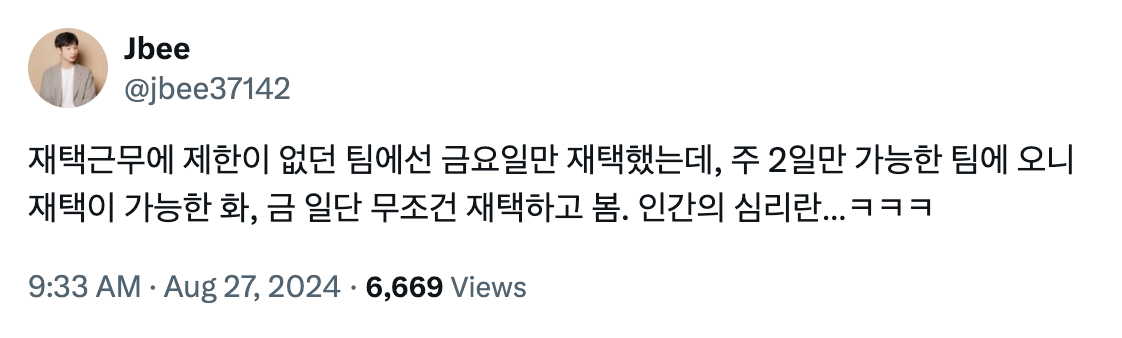 Jbee
@jbee37142
재택근무에 제한이 없던 팀에선 금요일만 재택했는데, 주 2일만 가능한 팀에 오니
재택이 가능한 화, 금 일단 무조건 재택하고 봄. 인간의 심리란...ㅋㅋㅋ
9:33 AM · Aug 27, 2024 · 6,669 Views